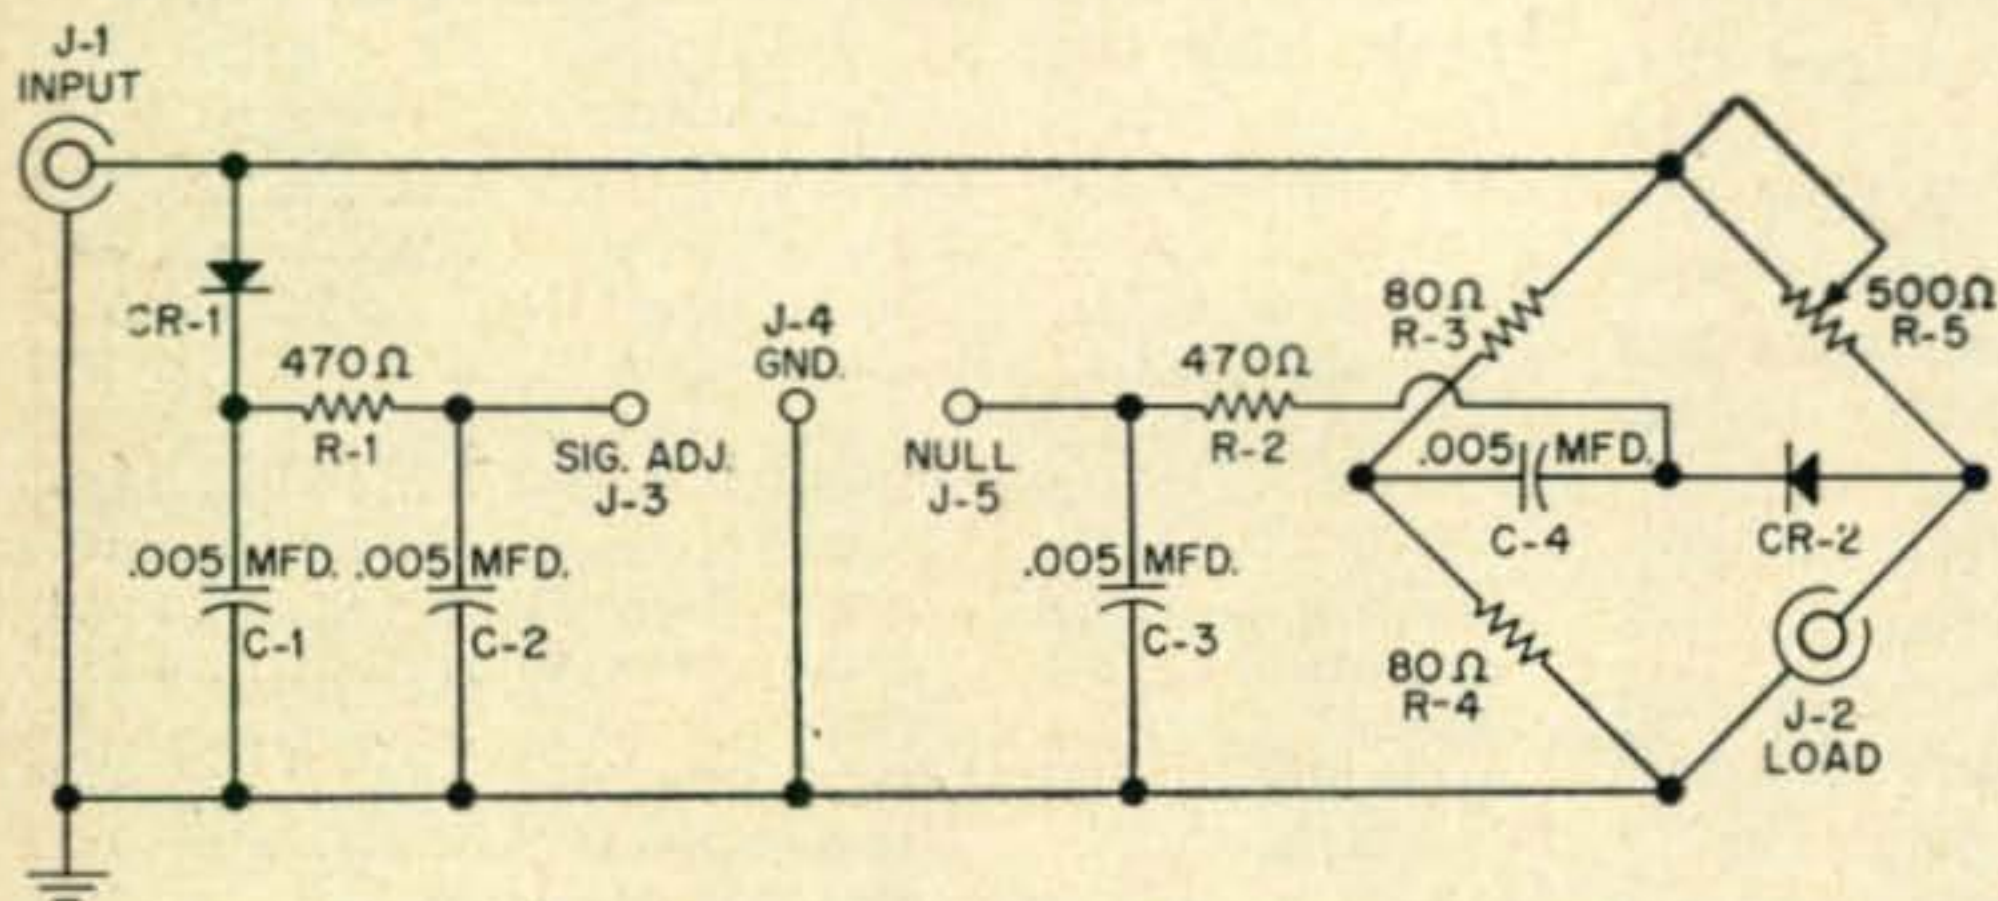 J-1
INPUT
CR-1
470Ω
R-1
SIG. ADJ.
J-3
.005 MFD.
C-1
.005 MFD.
C-2
J-4
GND.
NULL
J-5
470Ω
R-2
.005 MFD.
C-3
80Ω
R-3
500Ω
R-5
.005 MFD.
C-4
CR-2
80Ω
R-4
J-2
LOAD